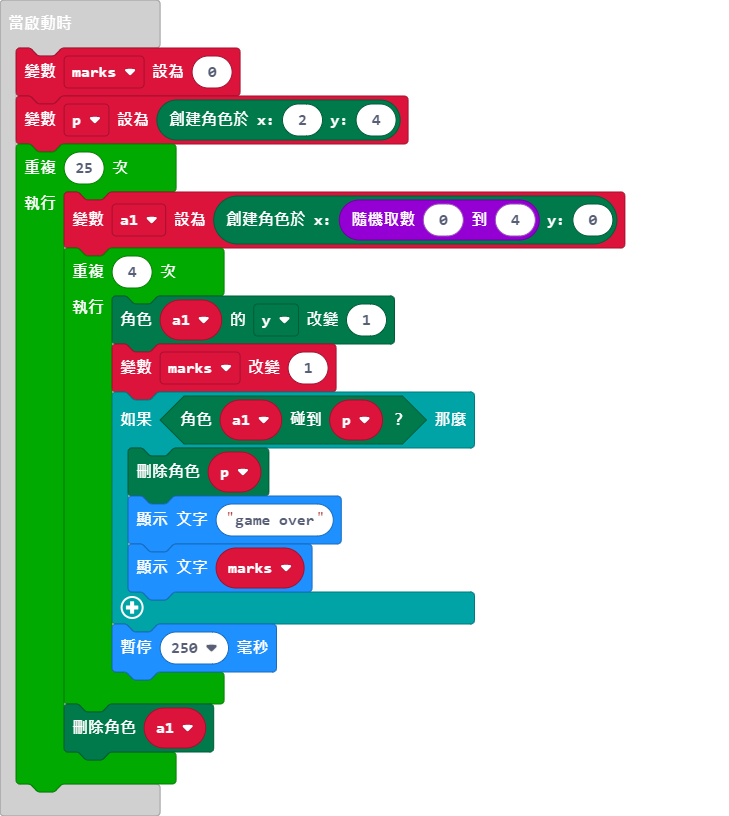 當啟動時
變數 marks 設為 0
變數 p 設為 創建角色於 x: 2 y: 4
重複 25 次
執行
變數 a1 設為 創建角色於 x: 隨機取數 0 到 4 y: 0
重複 4 次
執行
角色 a1 的 y 改變 1
變數 marks 改變 1
如果 角色 a1 碰到 p ? 那麼
刪除角色 p
顯示 文字 "game over"
顯示 文字 marks
暫停 250 毫秒
刪除角色 a1